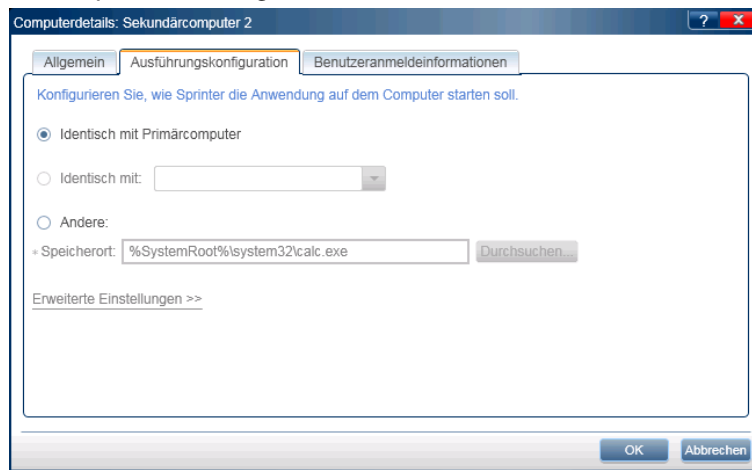 Computerdetails: Sekundärcomputer 2 ? X
Allgemein Ausführungskonfiguration Benutzeranmeldeinformationen
Konfigurieren Sie, wie Sprinter die Anwendung auf dem Computer starten soll.
Identisch mit Primärcomputer
Identisch mit:
Andere:
* Speicherort: %SystemRoot%\system32\calc.exe Durchsuchen...
Erweiterte Einstellungen >>
OK Abbrechen